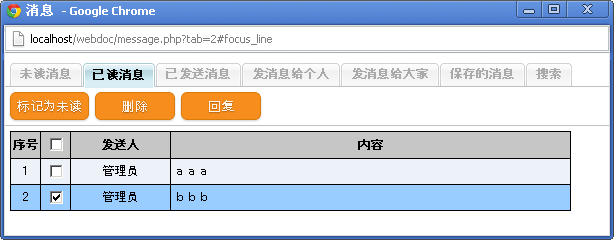 消息 - Google Chrome
localhost/webdoc/message.php?tab=2#focus_line
未读消息 已读消息 已发送消息 发消息给个人 发消息给大家 保存的消息 搜索
标记为未读 删除 回复
序号 发送人 内容
1 管理员 a a a
2 管理员 b b b